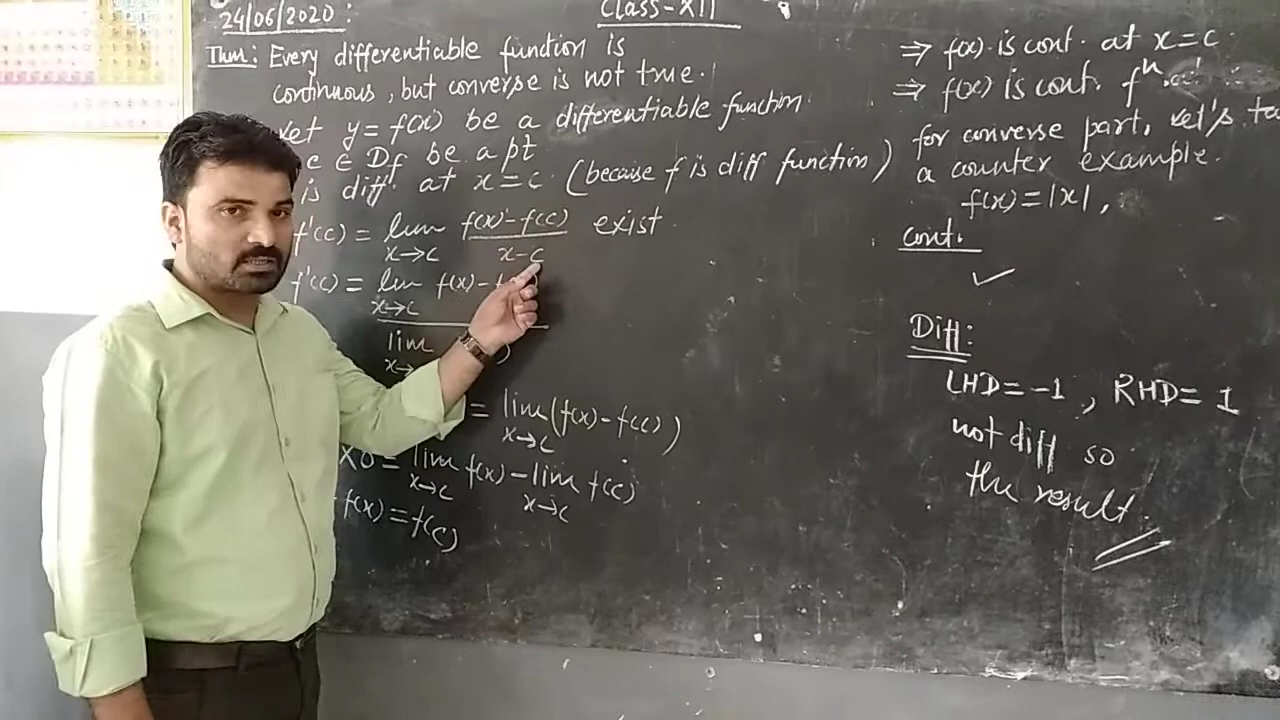 24/06/2020:
Class-XII
Thm: Every differentiable function is
continuous, but converse is not true.
Let y = f(x) be a differentiable function.
c ∈ Df be a pt
is diff. at x = c. (because f is diff function)
f'(c) = lim x→c f(x) - f(c) / x - c exist.
f'(c) = lim x→c f(x) -
lim x→
= lim x→c (f(x) - f(c))
X0 = lim x→c f(x) - lim x→c f(c)
f(x) = f(c)
⇒ f(x) is cont. at x = c.
⇒ f(x) is cont. fⁿ.
for converse part, Let's
a counter example.
f(x) = |x|,
cont.
✓
Diff:
LHD = -1, RHD = 1
not diff so
the result.